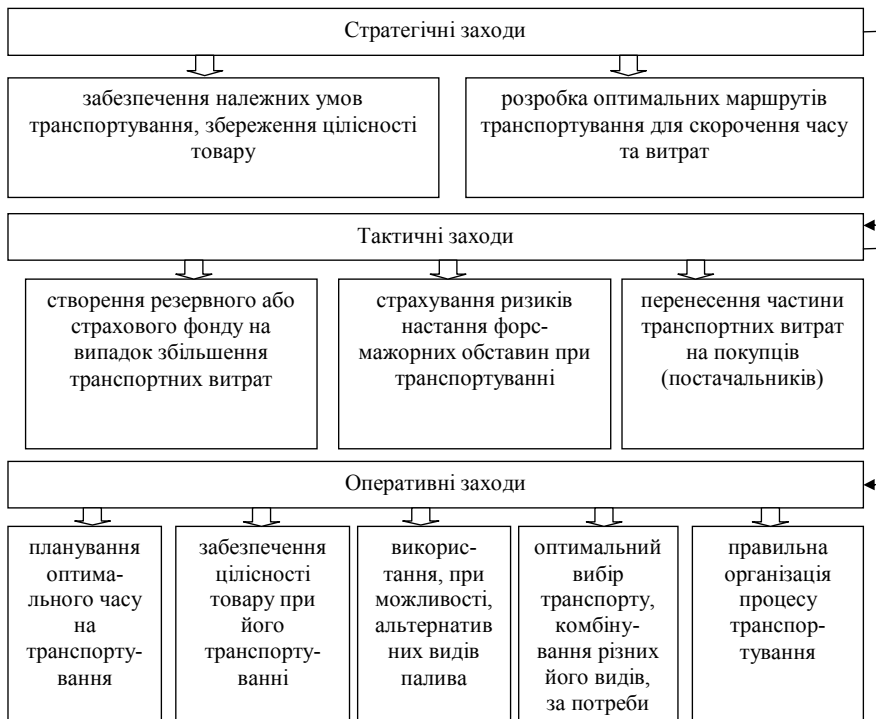 Стратегічні заходи
забезпечення належних умов
транспортування, збереження цілісності
товару
розробка оптимальних маршрутів
транспортування для скорочення часу
та витрат
Тактичні заходи
створення резервного або
страхового фонду на
випадок збільшення
транспортних витрат
страхування ризиків
настання форс-
мажорних обставин при
транспортуванні
перенесення частини
транспортних витрат
на покупців
(постачальників)
Оперативні заходи
планування
оптима-
льного часу
на
транспорту-
вання
забезпечення
цілісності
товару при
його
транспорту-
ванні
викорис-
тання, при
можливості,
альтернатив
них видів
палива
оптимальний
вибір
транспорту,
комбіну-
вання різних
його видів,
за потреби
правильна
організація
процесу
транспор-
тування